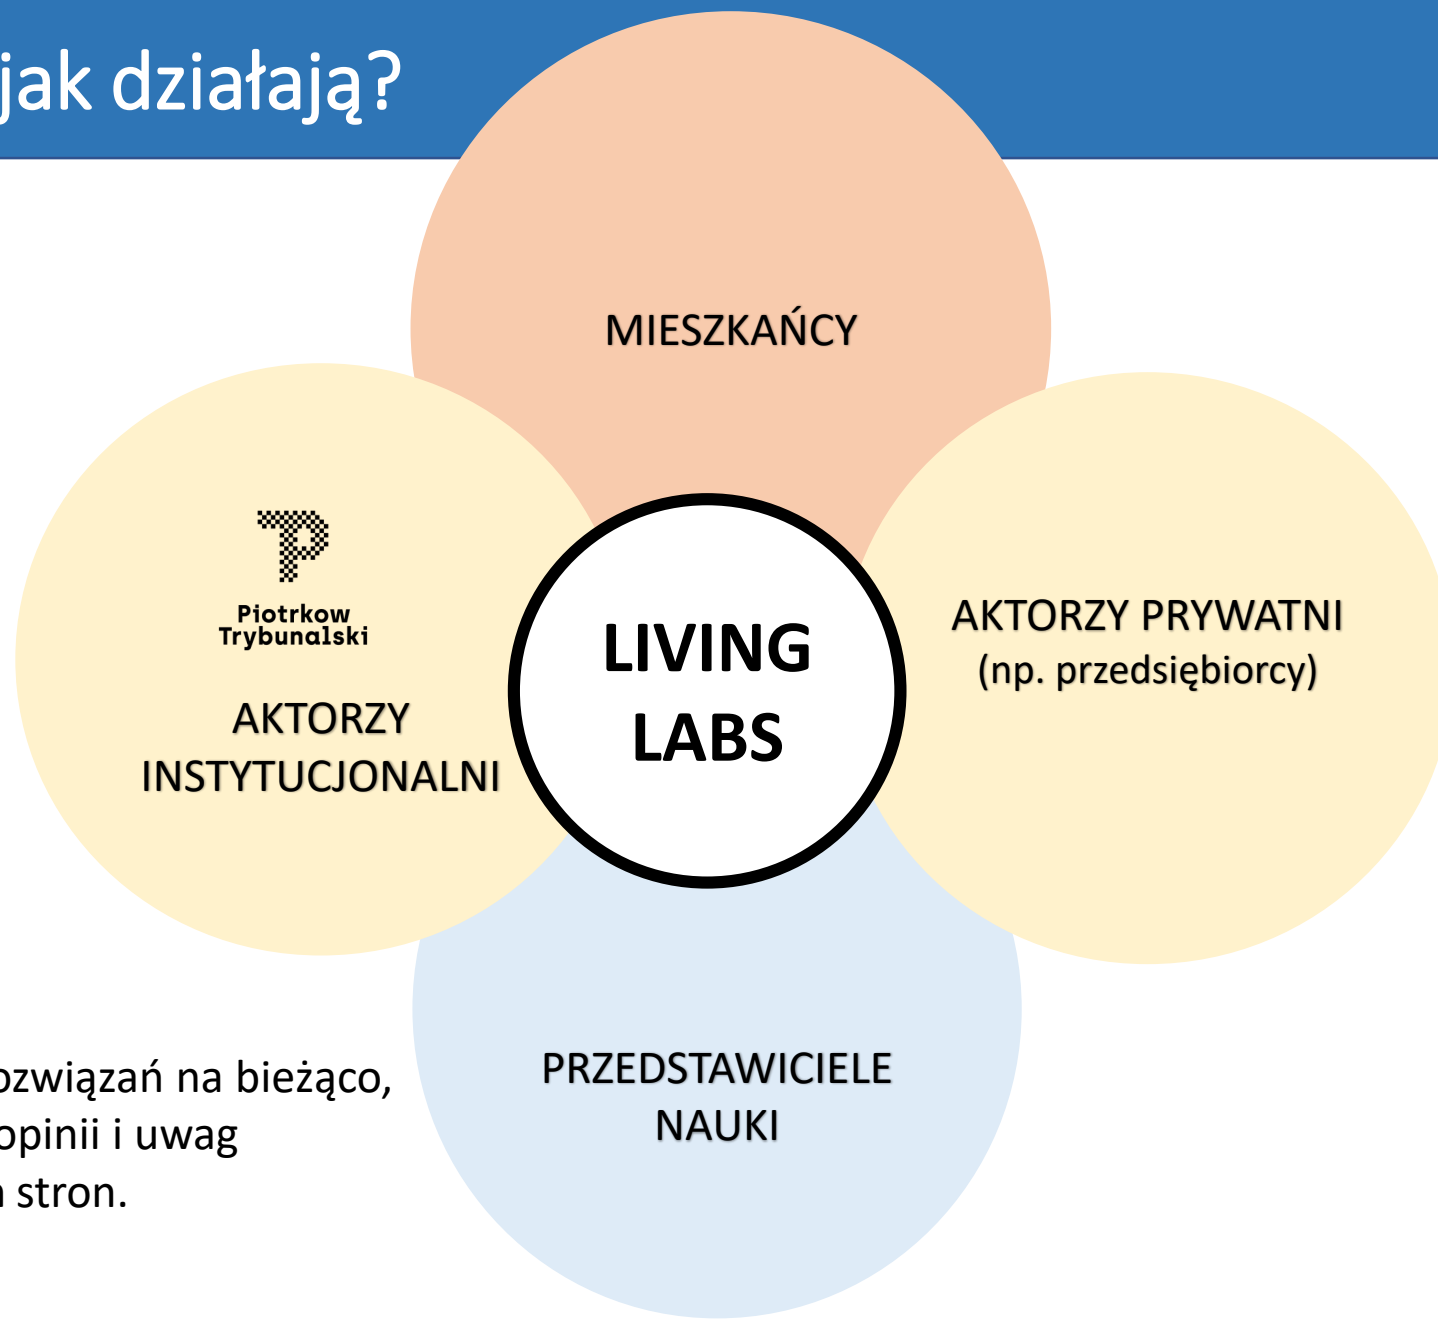 jak działają?
MIESZKAŃCY
Piotrkow
Trybunalski
AKTORZY
INSTYTUCJONALNI
LIVING
LABS
AKTORZY PRYWATNI
(np. przedsiębiorcy)
PRZEDSTAWICIELE
NAUKI
ozwiązań na bieżąco,
opinii i uwag
stron.